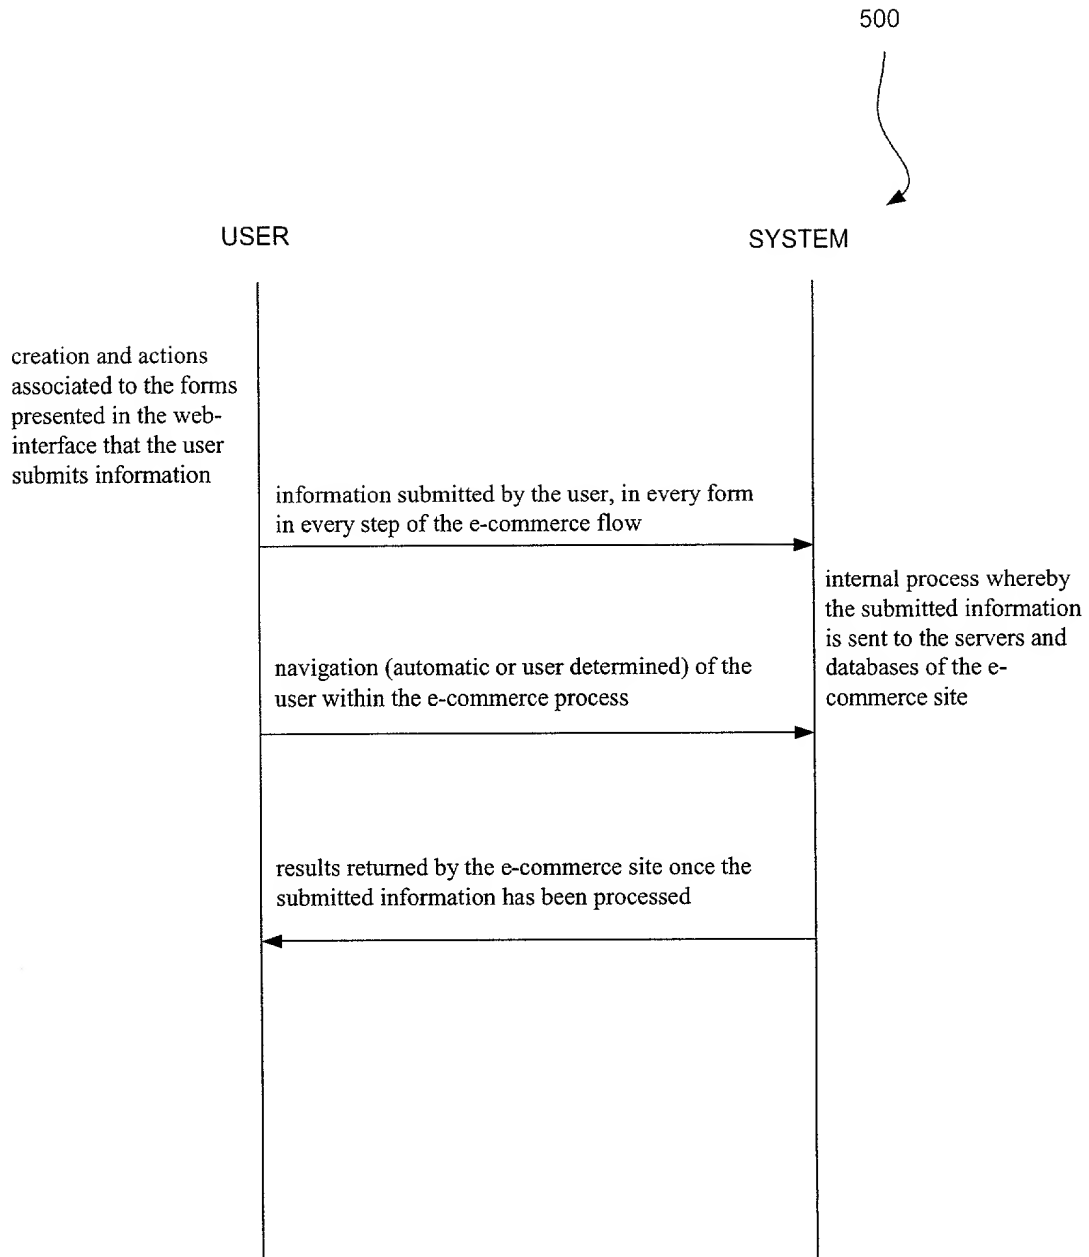 500
USER
SYSTEM
creation and actions
associated to the forms
presented in the web-
interface that the user
submits information
information submitted by the user, in every form
in every step of the e-commerce flow
internal process whereby
the submitted information
is sent to the servers and
databases of the e-
commerce site
navigation (automatic or user determined) of the
user within the e-commerce process
results returned by the e-commerce site once the
submitted information has been processed